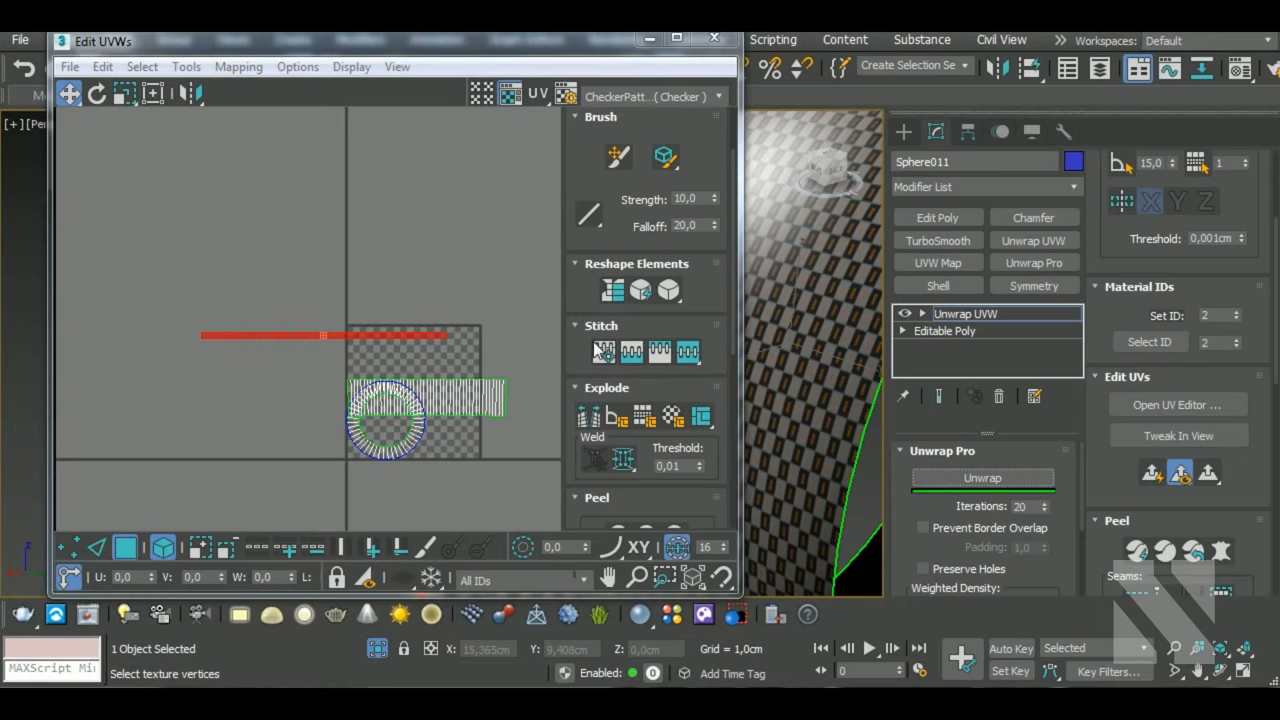 3 Edit UVWs
File Edit Select Tools Mapping Options Display View
UV CheckerPatt...( Checker )
Brush
Strength: 10,0
Falloff: 20,0
Reshape Elements
Stitch
Explode
Weld
Threshold:
0,01
Peel
0,0 XY 16
U: 0,0 V: 0,0 W: 0,0 L: All IDs
File
Scripting Content Substance Civil View Workspaces: Default
Create Selection Se
[+] [Per
Sphere011
Modifier List
Edit Poly Chamfer
TurboSmooth Unwrap UVW
UVW Map Unwrap Pro
Shell Symmetry
Unwrap UVW
Editable Poly
Unwrap Pro
Unwrap
Iterations: 20
Prevent Border Overlap
Padding: 1,0
Preserve Holes
Weighted Density:
15,0 1
X Y Z
Threshold: 0,001cm
Material IDs
Set ID: 2
Select ID 2
Edit UVs
Open UV Editor ...
Tweak In View
Peel
Seams:
1 Object Selected X: 15,365cm Y: 9,408cm Z: 0,0cm Grid = 1,0cm Auto Key Selected
MAXScript Mi
Select texture vertices Enabled: 0 Add Time Tag 0 Set Key Key Filters...